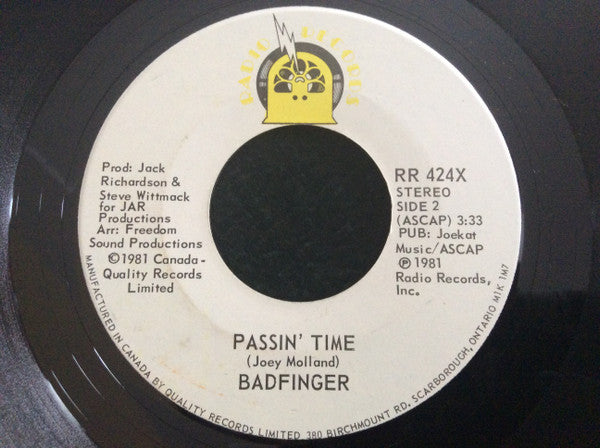 RADIO RECORDS
Prod: Jack
Richardson &
Steve Wittmack
for JAR
Productions
Arr: Freedom
Sound Productions
©1981 Canada-
Quality Records
Limited
RR 424X
STEREO
SIDE 2
(ASCAP) 3:33
PUB: Joekat
Music/ASCAP
℗ 1981
Radio Records,
Inc.
PASSIN' TIME
(Joey Molland)
BADFINGER
MANUFACTURED IN CANADA BY QUALITY RECORDS LIMITED 380 BIRCHMOUNT RD. SCARBOROUGH, ONTARIO M1K 1M7